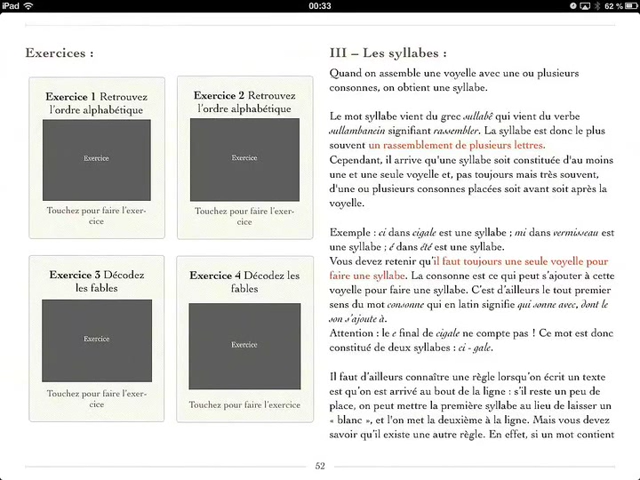 iPad
00:33
62 %
Exercices :
Exercice 1 Retrouvez
l'ordre alphabétique
Exercice
Touchez pour faire l'exer-
cice
Exercice 2 Retrouvez
l'ordre alphabétique
Exercice
Touchez pour faire l'exer-
cice
Exercice 3 Décodez
les fables
Exercice
Touchez pour faire l'exer-
cice
Exercice 4 Décodez les
fables
Exercice
Touchez pour faire l'exercice
III – Les syllabes :
Quand on assemble une voyelle avec une ou plusieurs
consonnes, on obtient une syllabe.
Le mot syllabe vient du grec sullabê qui vient du verbe
sullambanein signifiant rassembler. La syllabe est donc le plus
souvent un rassemblement de plusieurs lettres.
Cependant, il arrive qu'une syllabe soit constituée d'au moins
une et une seule voyelle et, pas toujours mais très souvent,
d'une ou plusieurs consonnes placées soit avant soit après la
voyelle.
Exemple : ci dans cigale est une syllabe ; mi dans vermisseau est
une syllabe ; é dans été est une syllabe.
Vous devez retenir qu'il faut toujours une seule voyelle pour
faire une syllabe. La consonne est ce qui peut s'ajouter à cette
voyelle pour faire une syllabe. C'est d'ailleurs le tout premier
sens du mot consonne qui en latin signifie qui sonne avec, dont le
son s'ajoute à.
Attention : le e final de cigale ne compte pas ! Ce mot est donc
constitué de deux syllabes : ci - gale.
Il faut d'ailleurs connaître une règle lorsqu'on écrit un texte
est qu'on est arrivé au bout de la ligne : s'il reste un peu de
place, on peut mettre la première syllabe au lieu de laisser un
« blanc », et l'on met la deuxième à la ligne. Mais vous devez
savoir qu'il existe une autre règle. En effet, si un mot contient
52